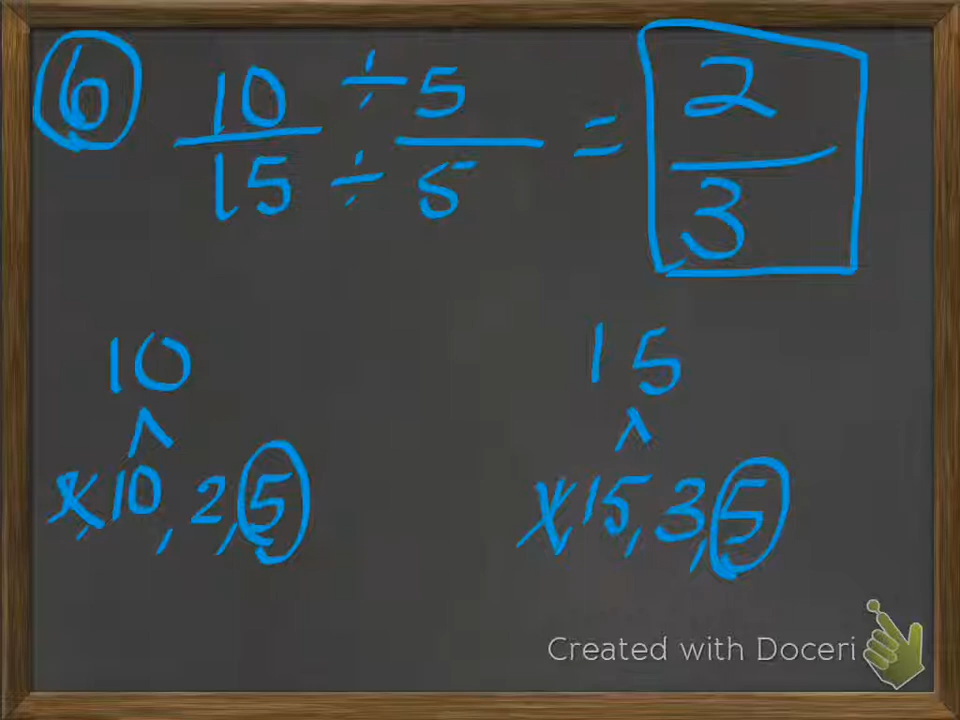 6 10 ÷ 5 = 2
15 ÷ 5 3
10 15
1, 10, 2, 5 1, 15, 3, 5
Created with Doceri